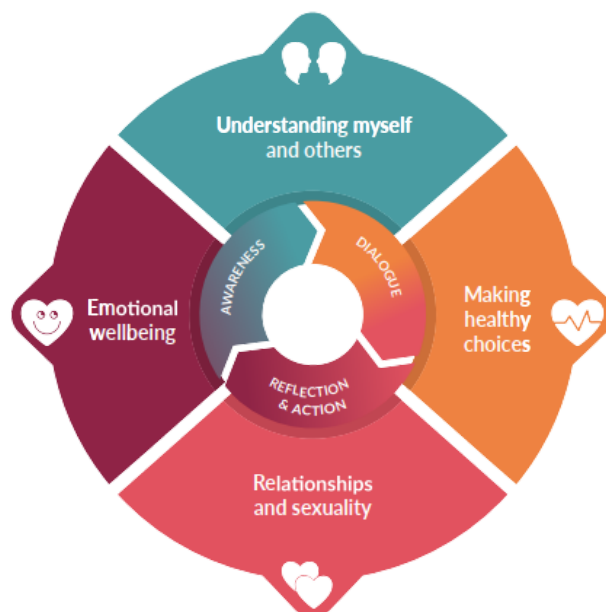 Understanding myself
and others
AWARENESS
DIALOGUE
Emotional
wellbeing
Making
healthy
choices
REFLECTION
& ACTION
Relationships
and sexuality